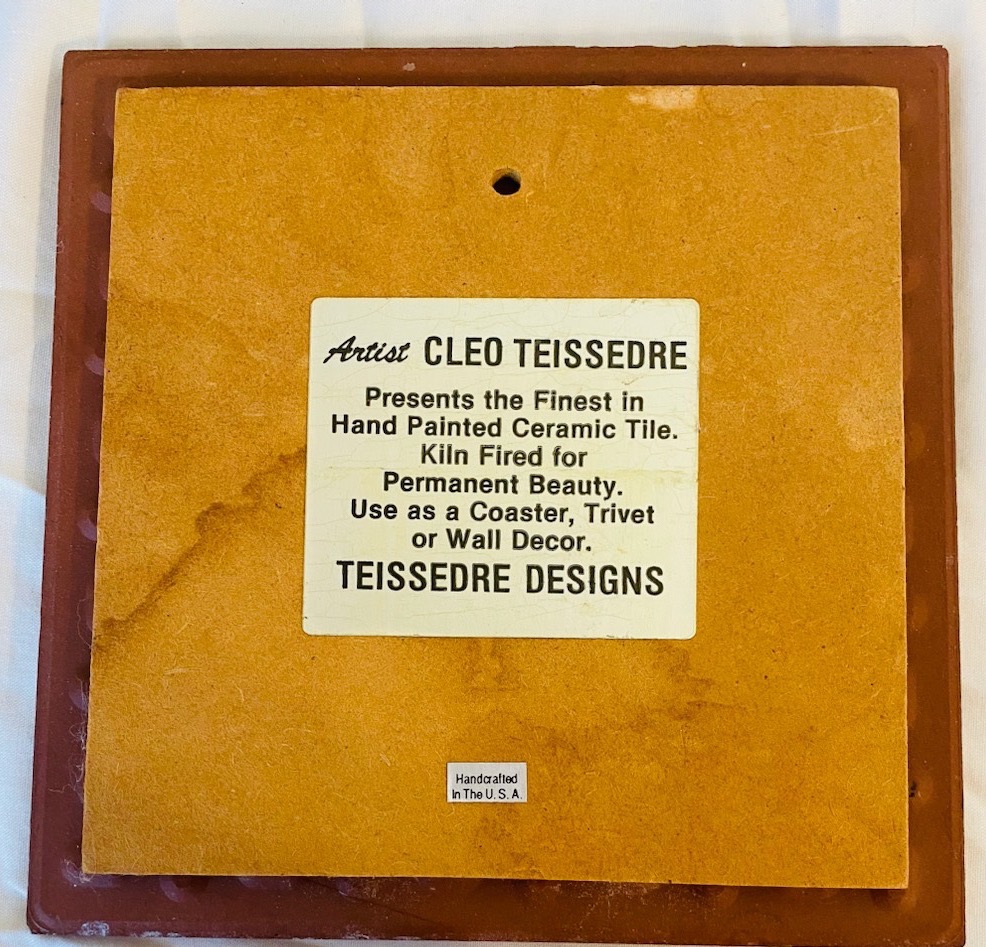 Artist CLEO TEISSEDRE
Presents the Finest in
Hand Painted Ceramic Tile.
Kiln Fired for
Permanent Beauty.
Use as a Coaster, Trivet
or Wall Decor.
TEISSEDRE DESIGNS
Handcrafted
In The U. S. A.